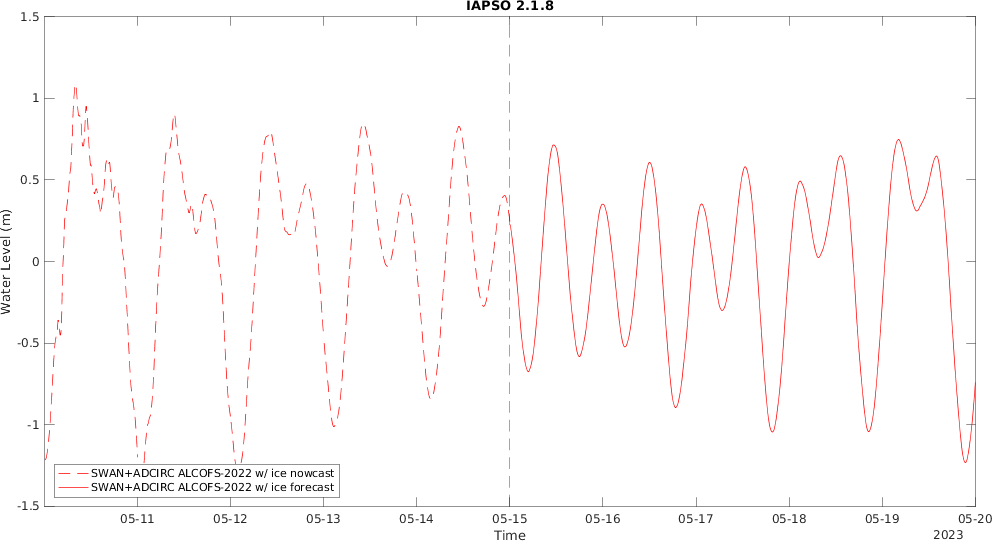 IAPSO 2.1.8
1.5
1
0.5
0
-0.5
-1
-1.5
Water Level (m)
SWAN+ADCIRC ALCOFS-2022 w/ ice nowcast
SWAN+ADCIRC ALCOFS-2022 w/ ice forecast
05-11 05-12 05-13 05-14 05-15 05-16 05-17 05-18 05-19 05-20
Time
2023